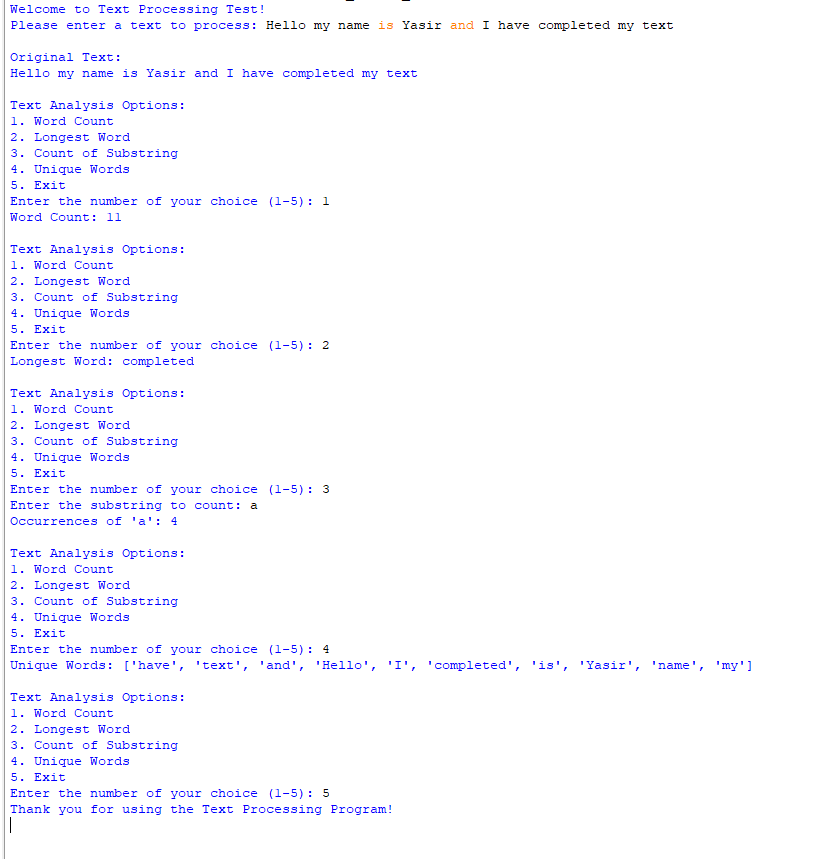 Welcome to Text Processing Test!
Please enter a text to process: Hello my name is Yasir and I have completed my text
Original Text:
Hello my name is Yasir and I have completed my text
Text Analysis Options:
1. Word Count
2. Longest Word
3. Count of Substring
4. Unique Words
5. Exit
Enter the number of your choice (1-5): 1
Word Count: 11
Text Analysis Options:
1. Word Count
2. Longest Word
3. Count of Substring
4. Unique Words
5. Exit
Enter the number of your choice (1-5): 2
Longest Word: completed
Text Analysis Options:
1. Word Count
2. Longest Word
3. Count of Substring
4. Unique Words
5. Exit
Enter the number of your choice (1-5): 3
Enter the substring to count: a
Occurrences of 'a': 4
Text Analysis Options:
1. Word Count
2. Longest Word
3. Count of Substring
4. Unique Words
5. Exit
Enter the number of your choice (1-5): 4
Unique Words: ['have', 'text', 'and', 'Hello', 'I', 'completed', 'is', 'Yasir', 'name', 'my']
Text Analysis Options:
1. Word Count
2. Longest Word
3. Count of Substring
4. Unique Words
5. Exit
Enter the number of your choice (1-5): 5
Thank you for using the Text Processing Program!